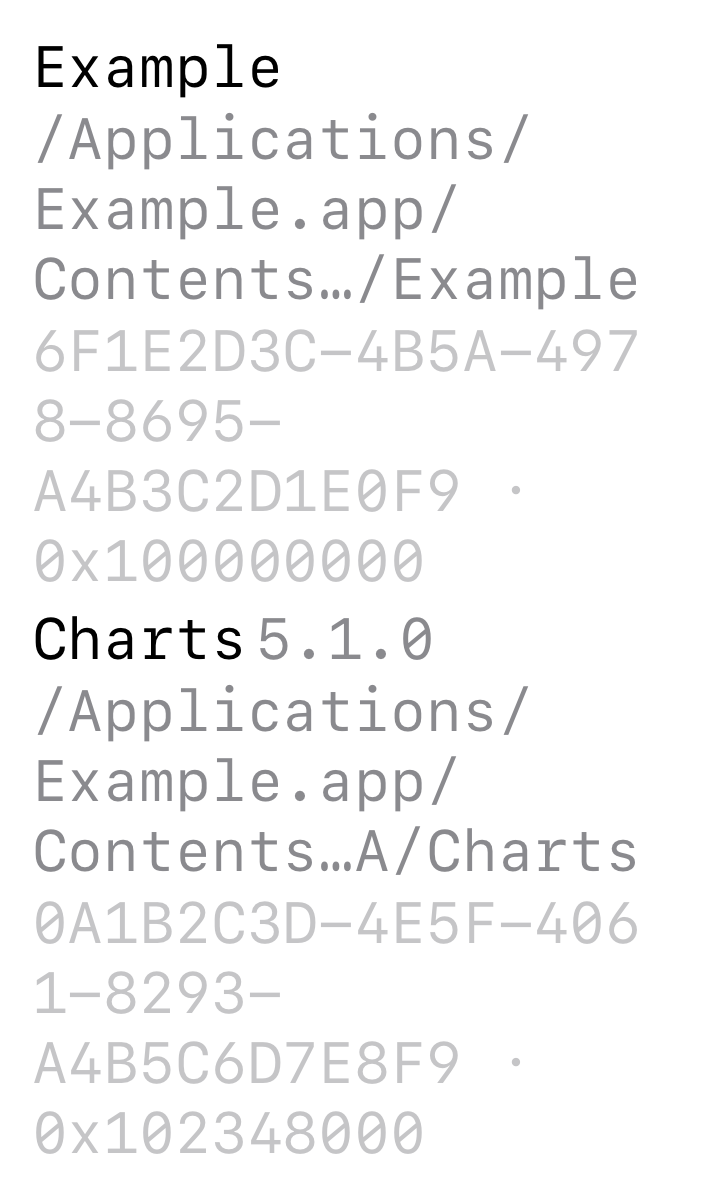 Example
/Applications/
Example.app/
Contents…/Example
6F1E2D3C–4B5A–497
8–8695–
A4B3C2D1E0F9 ·
0x100000000
Charts 5.1.0
/Applications/
Example.app/
Contents…A/Charts
0A1B2C3D–4E5F–406
1–8293–
A4B5C6D7E8F9 ·
0x102348000